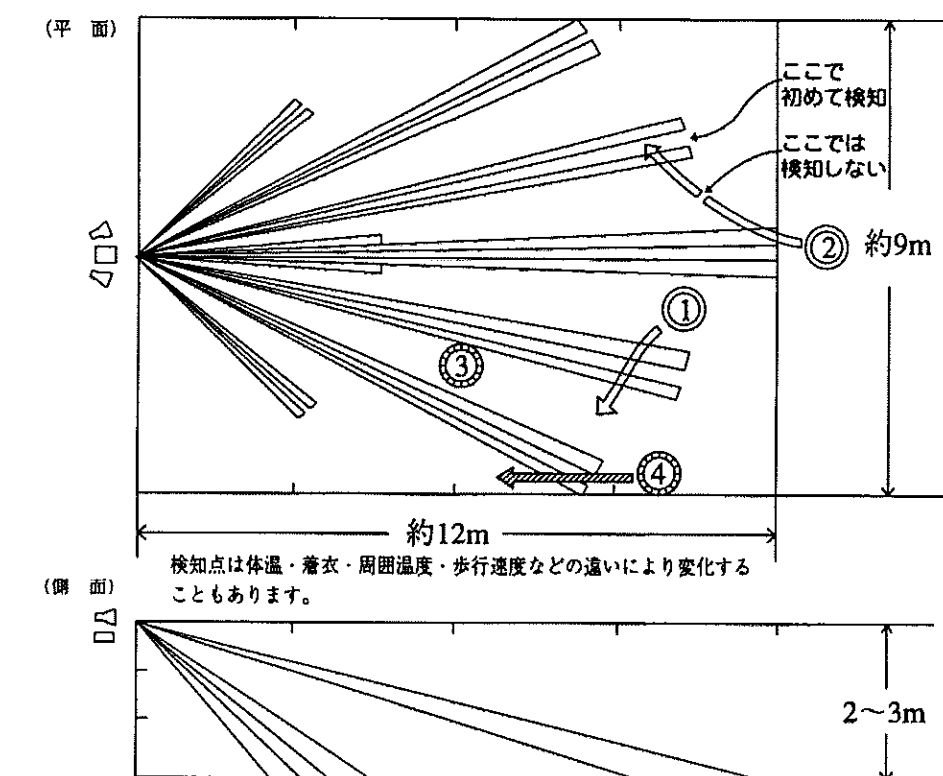 (平 面)
ここで
初めて検知
ここでは
検知しない
②
約9m
①
③
④
約12m
検知点は体温・着衣・周囲温度・歩行速度などの違いにより変化する
こともあります。
(側 面)
2〜3m